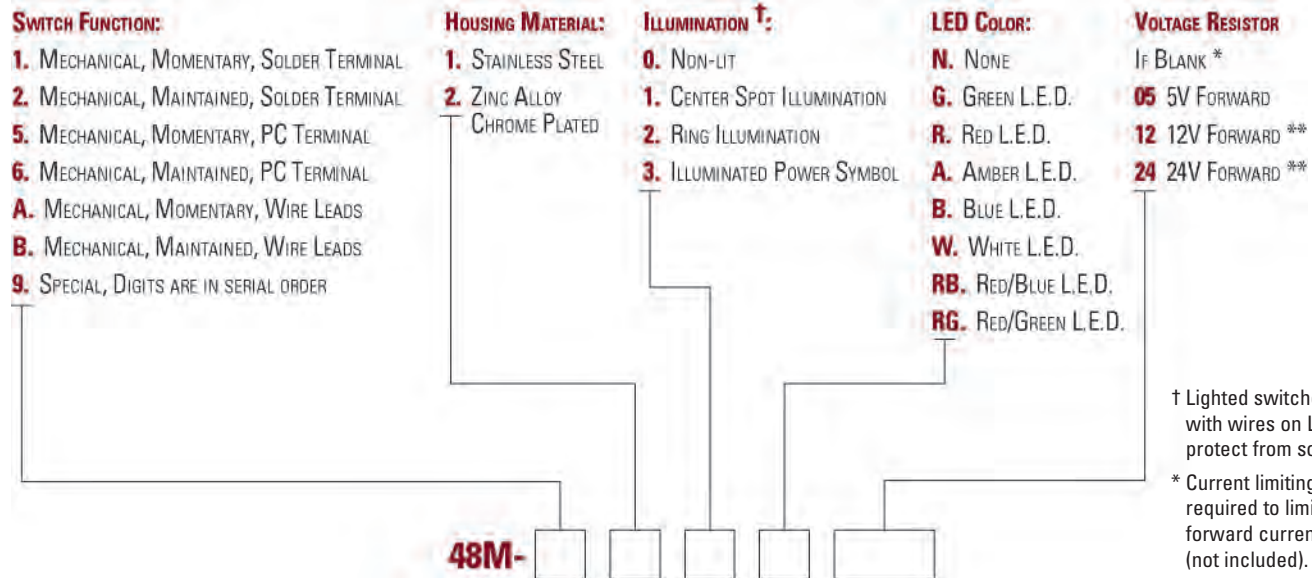 SWITCH FUNCTION:
1. MECHANICAL, MOMENTARY, SOLDER TERMINAL
2. MECHANICAL, MAINTAINED, SOLDER TERMINAL
5. MECHANICAL, MOMENTARY, PC TERMINAL
6. MECHANICAL, MAINTAINED, PC TERMINAL
A. MECHANICAL, MOMENTARY, WIRE LEADS
B. MECHANICAL, MAINTAINED, WIRE LEADS
9. SPECIAL, DIGITS ARE IN SERIAL ORDER
HOUSING MATERIAL:
1. STAINLESS STEEL
2. ZINC ALLOY
CHROME PLATED
ILLUMINATION †:
0. NON-LIT
1. CENTER SPOT ILLUMINATION
2. RING ILLUMINATION
3. ILLUMINATED POWER SYMBOL
LED COLOR:
N. NONE
G. GREEN L.E.D.
R. RED L.E.D.
A. AMBER L.E.D.
B. BLUE L.E.D.
W. WHITE L.E.D.
RB. RED/BLUE L.E.D.
RG. RED/GREEN L.E.D.
VOLTAGE RESISTOR
IF BLANK *
05 5V FORWARD
12 12V FORWARD **
24 24V FORWARD **
† Lighted switch
with wires on
protect from
* Current limiting
required to
forward current
(not included).
48M-